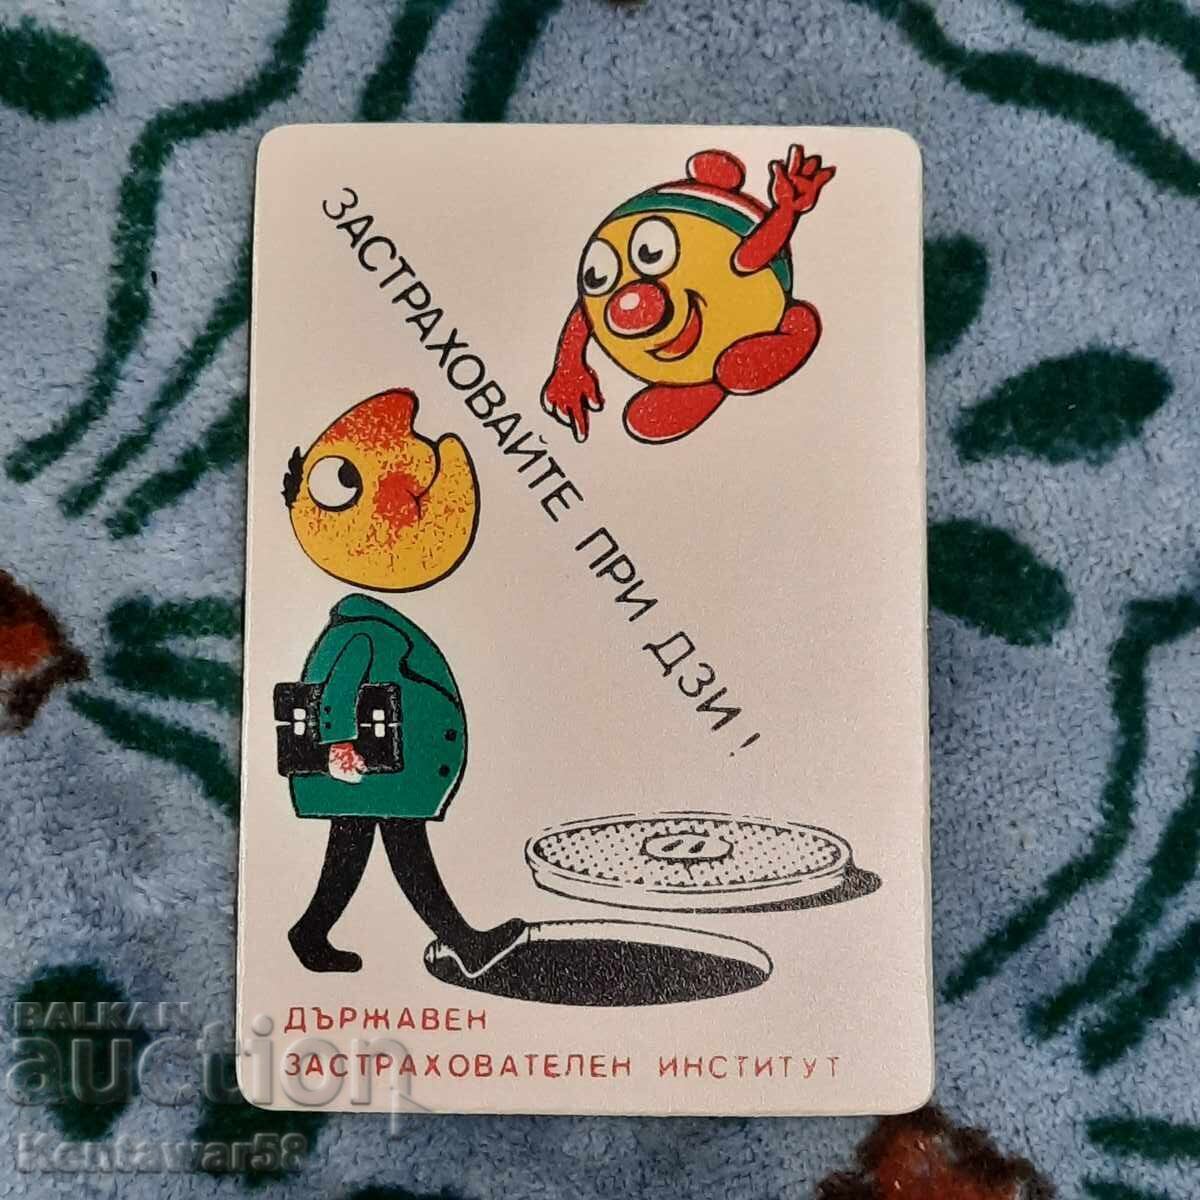 ЗАСТРАХОВАЙТЕ ПРИ ДЗИ!
ДЪРЖАВЕН
ЗАСТРАХОВАТЕЛЕН ИНСТИТУТ
BALKAN
auction
Kentawar58